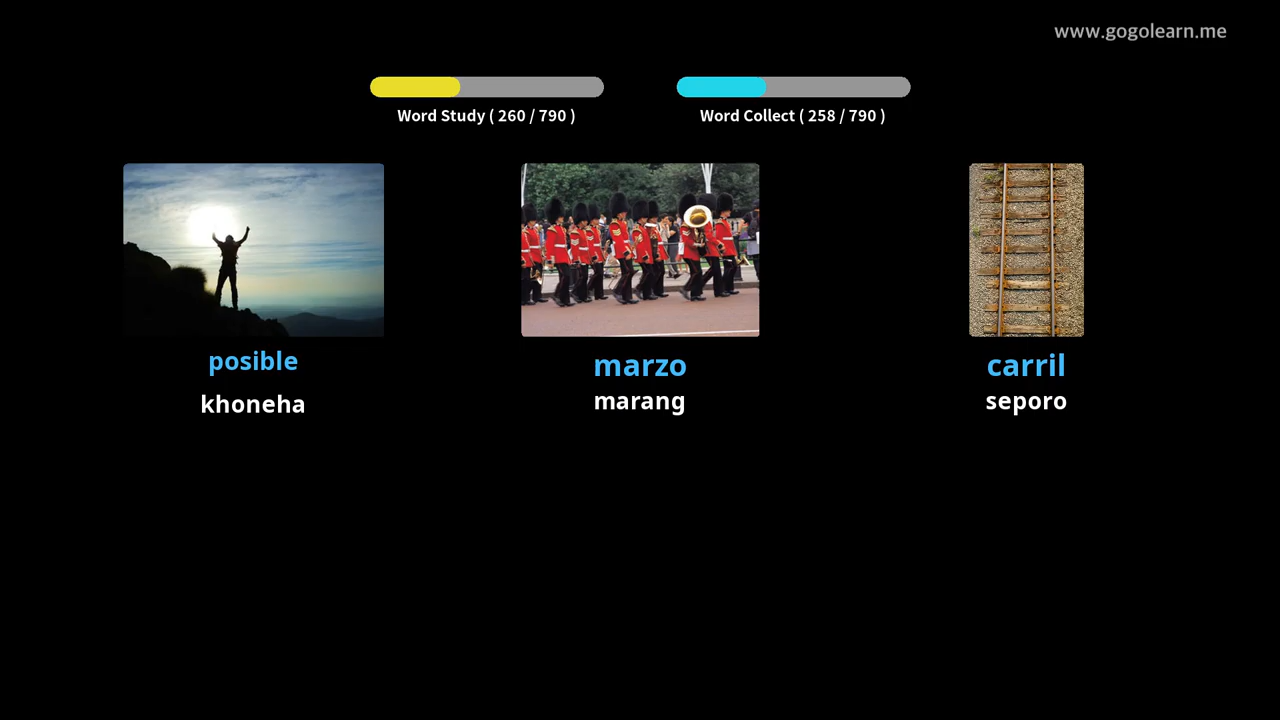 www.gogolearn.me
Word Study ( 260 / 790 )
Word Collect ( 258 / 790 )
posible
khoneha
marzo
marang
carril
seporo